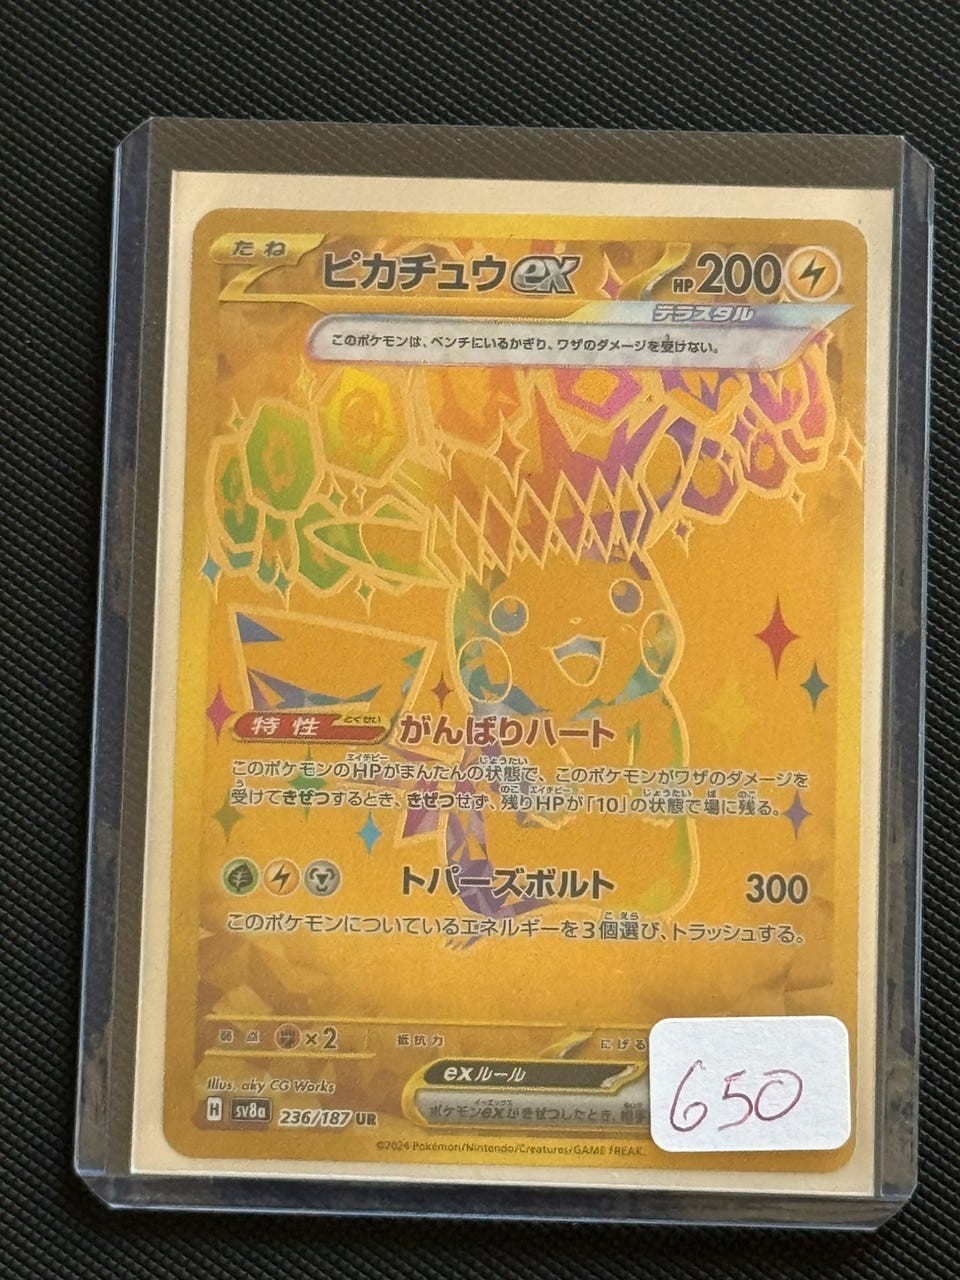 たね
ピカチュウex HP200
テラスタル
このポケモンは、ベンチにいるかぎり、ワザのダメージを受けない。
特性 とくせい がんばりハート
このポケモンのHPがまんたんの状態で、このポケモンがワザのダメージを
受けてきぜつするとき、きぜつせず、残りHPが「10」の状態で場に残る。
トパーズボルト 300
このポケモンについているエネルギーを3個選び、トラッシュする。
弱点 ×2 抵抗力 にげる
exルール
ポケモンexがきぜつしたとき、相手
Illus. aky CG Works
H sv8a 236/187 UR
©2024 Pokémon/Nintendo/Creatures/GAME FREAK.
650